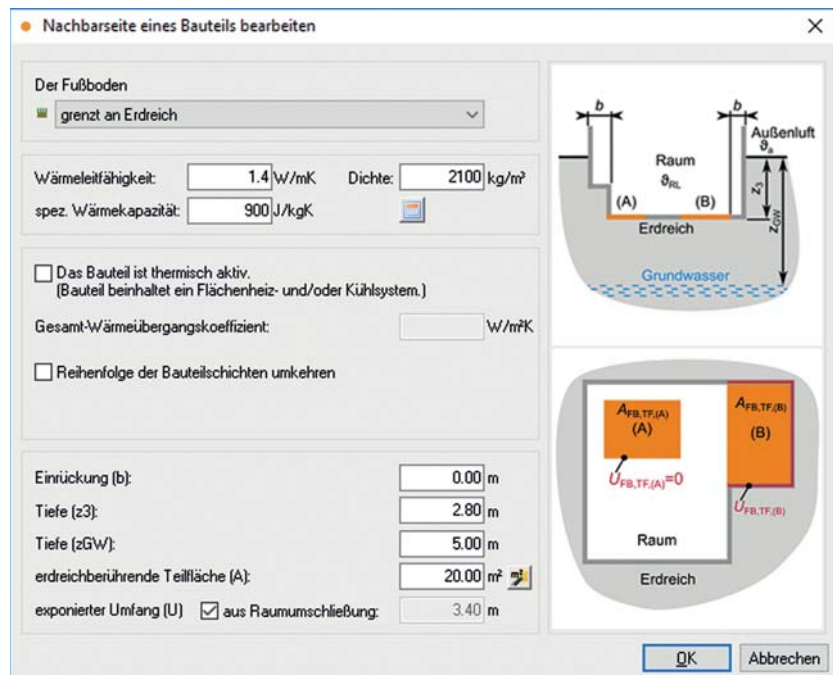 Nachbarseite eines Bauteils bearbeiten
Der Fußboden
grenzt an Erdreich
Wärmeleitfähigkeit: 1.4 W/mK Dichte: 2100 kg/m³
spez. Wärmekapazität: 900 J/kgK
Das Bauteil ist thermisch aktiv.
(Bauteil beinhaltet ein Flächenheiz- und/oder Kühlsystem.)
Gesamt-Wärmeübergangskoeffizient: W/m²K
Reihenfolge der Bauteilschichten umkehren
Einrückung (b): 0.00 m
Tiefe (z3): 2.80 m
Tiefe (zGW): 5.00 m
erdreichberührende Teilfläche (A): 20.00 m²
exponierter Umfang (U) aus Raumumschließung: 3.40 m
b b
Außenluft
ϑa
Raum
ϑRL
z3
zGW
(A) (B)
Erdreich
Grundwasser
AFB,TF,(A)
(A)
AFB,TF,(B)
(B)
UFB,TF,(A)=0
UFB,TF,(B)
Raum
Erdreich
OK Abbrechen